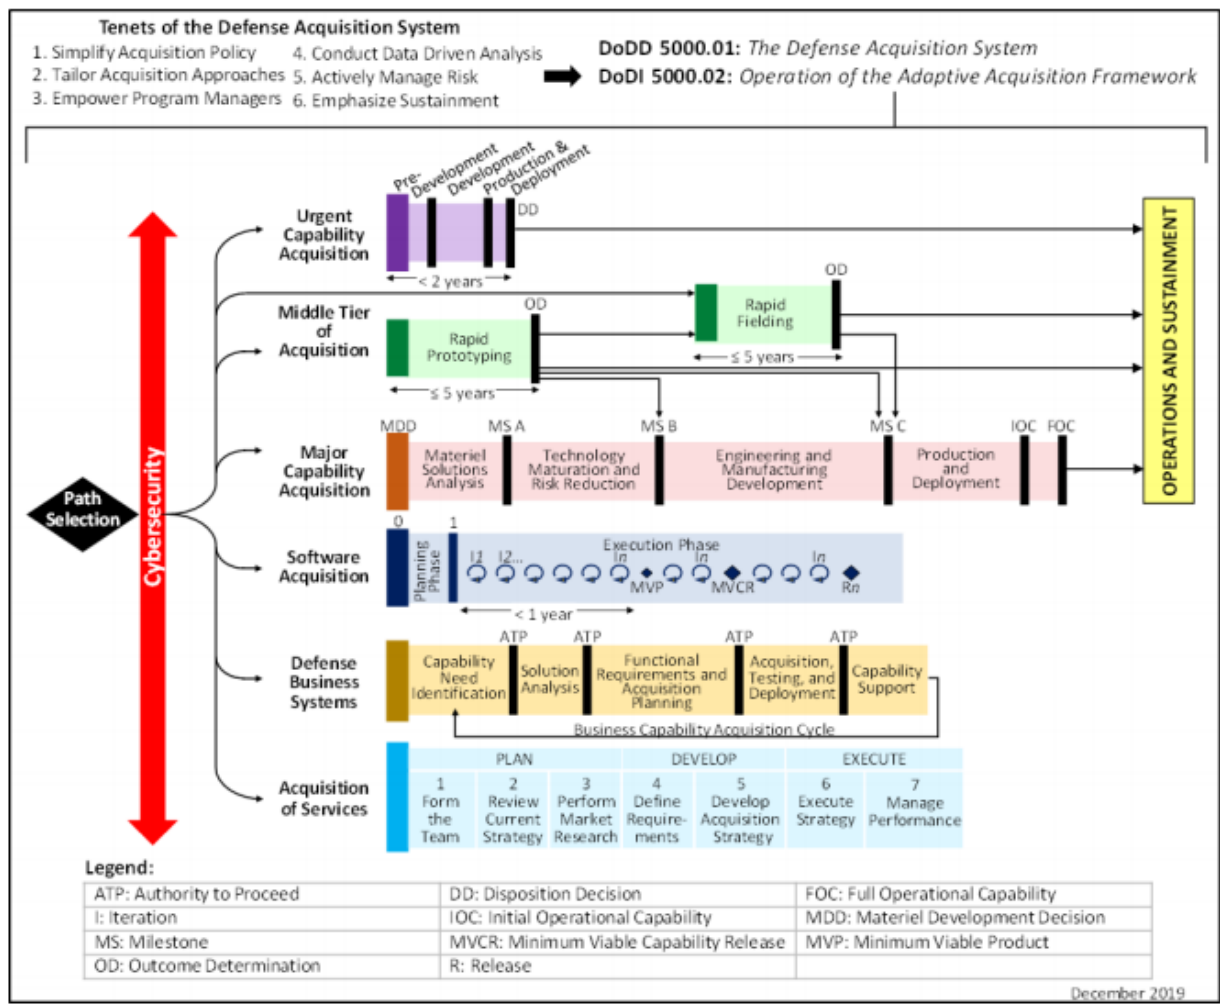 Tenets of the Defense Acquisition System
1. Simplify Acquisition Policy
2. Tailor Acquisition Approaches
3. Empower Program Managers
4. Conduct Data Driven Analysis
5. Actively Manage Risk
6. Emphasize Sustainment
DoDD 5000.01: The Defense Acquisition System
DoDI 5000.02: Operation of the Adaptive Acquisition Framework
Path
Selection
Cybersecurity
Urgent
Capability
Acquisition
Pre-
Development
Development
Production &
Deployment
DD
< 2 years
Middle Tier
of
Acquisition
Rapid
Prototyping
OD
≤ 5 years
Rapid
Fielding
OD
≤ 5 years
Major
Capability
Acquisition
MDD
Materiel
Solutions
Analysis
MS A
Technology
Maturation and
Risk Reduction
MS B
Engineering and
Manufacturing
Development
MS C
Production
and
Deployment
IOC
FOC
OPERATIONS AND SUSTAINMENT
Software
Acquisition
0
Planning
Phase
1
Execution Phase
I1
I2...
In
In
In
MVP
MVCR
Rn
< 1 year
Defense
Business
Systems
Capability
Need
Identification
ATP
Solution
Analysis
ATP
Functional
Requirements and
Acquisition
Planning
ATP
Acquisition,
Testing, and
Deployment
ATP
Capability
Support
Business Capability Acquisition Cycle
Acquisition
of Services
PLAN
DEVELOP
EXECUTE
1
Form
the
Team
2
Review
Current
Strategy
3
Perform
Market
Research
4
Define
Require-
ments
5
Develop
Acquisition
Strategy
6
Execute
Strategy
7
Manage
Performance
Legend:
ATP: Authority to Proceed
DD: Disposition Decision
FOC: Full Operational Capability
I: Iteration
IOC: Initial Operational Capability
MDD: Materiel Development Decision
MS: Milestone
MVCR: Minimum Viable Capability Release
MVP: Minimum Viable Product
OD: Outcome Determination
R: Release
December 2019